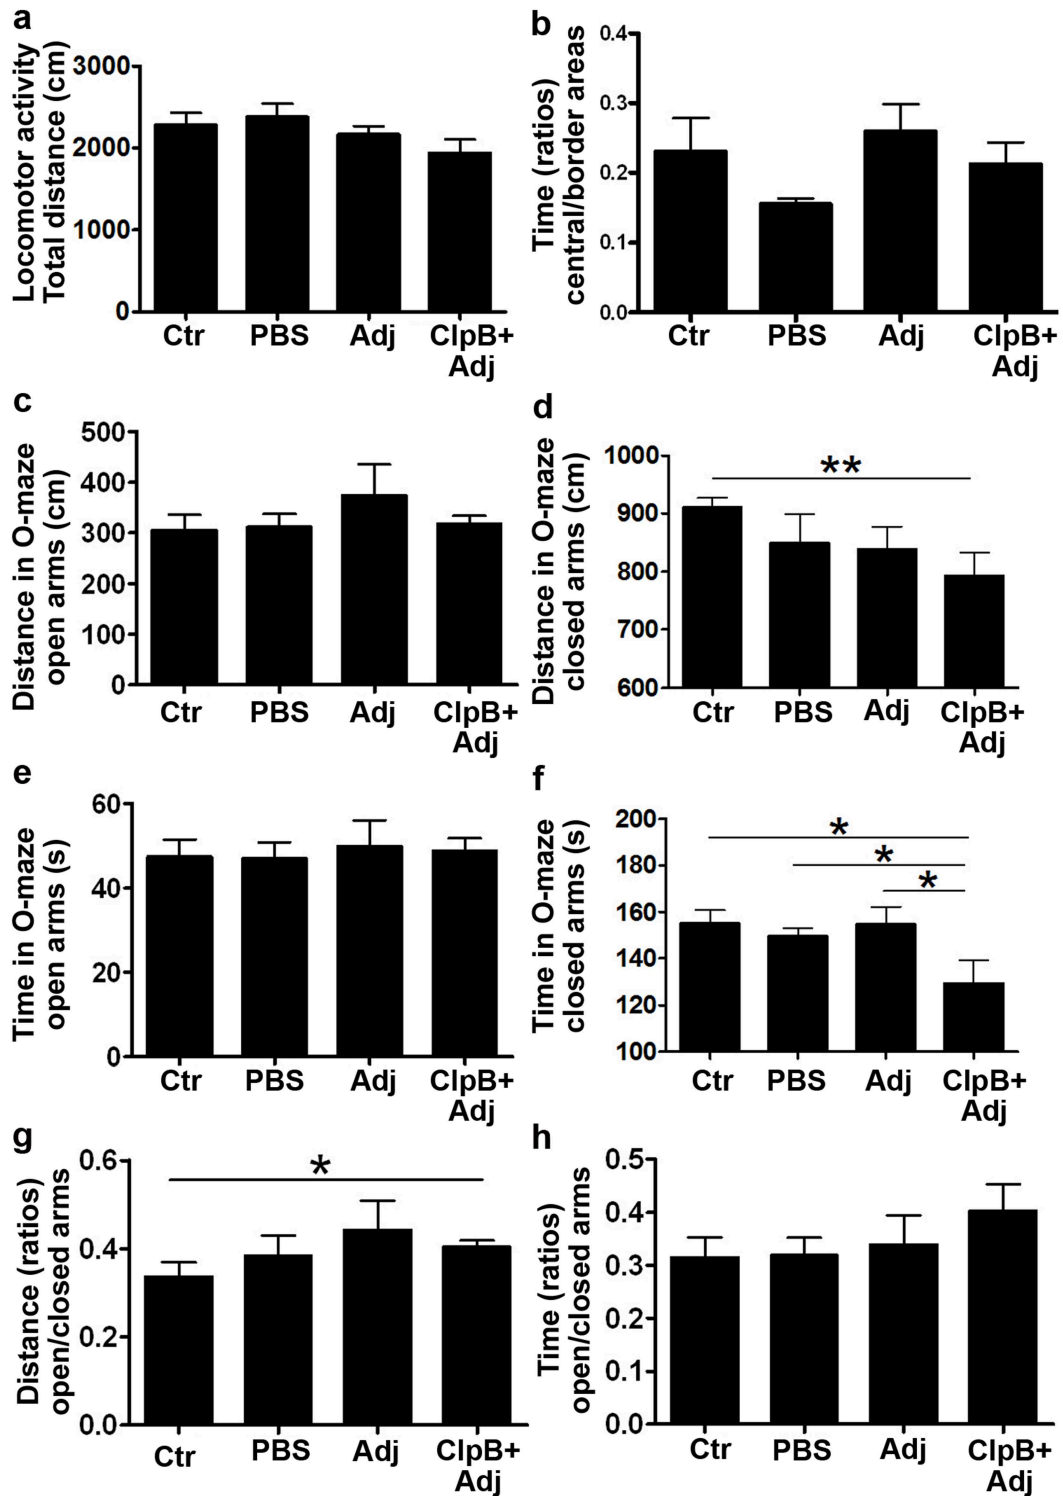 a
Locomotor activity
Total distance (cm)
3000
2000
1000
0
Ctr PBS Adj ClpB+
Adj
b
Time (ratios)
central/border areas
0.4
0.3
0.2
0.1
0.0
Ctr PBS Adj ClpB+
Adj
c
Distance in O-maze
open arms (cm)
500
400
300
200
100
0
Ctr PBS Adj ClpB+
Adj
d
Distance in O-maze
closed arms (cm)
1000
900
800
700
600
**
Ctr PBS Adj ClpB+
Adj
e
Time in O-maze
open arms (s)
60
40
20
0
Ctr PBS Adj ClpB+
Adj
f
Time in O-maze
closed arms (s)
200
180
160
140
120
100
*
*
*
Ctr PBS Adj ClpB+
Adj
g
Distance (ratios)
open/closed arms
0.6
0.4
0.2
0.0
*
Ctr PBS Adj ClpB+
Adj
h
Time (ratios)
open/closed arms
0.5
0.4
0.3
0.2
0.1
0.0
Ctr PBS Adj ClpB+
Adj